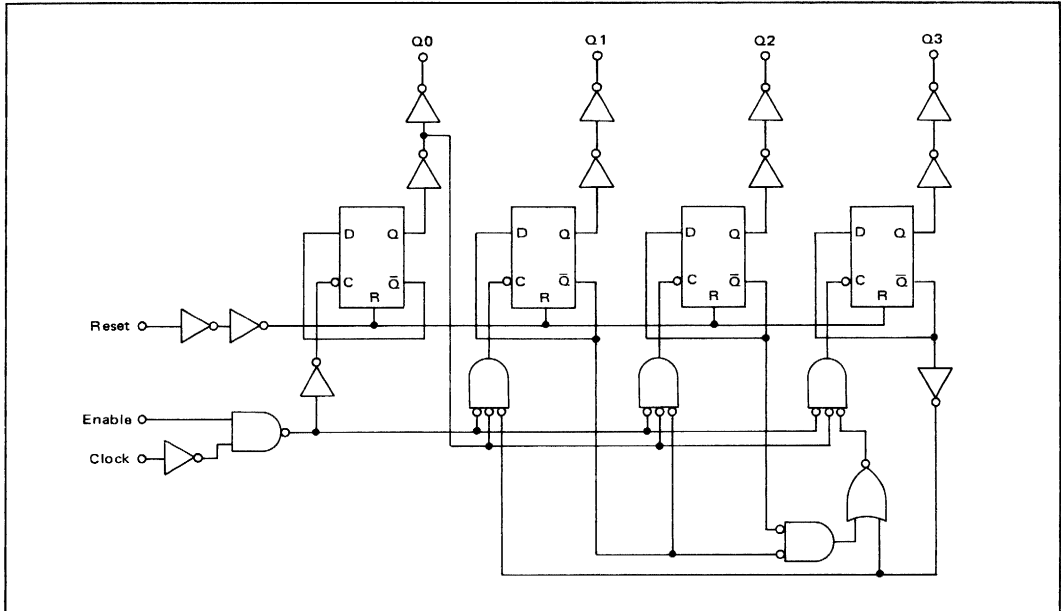 Q0 Q1 Q2 Q3
D Q D Q D Q D Q
C Q̅ C Q̅ C Q̅ C Q̅
R R R R
Reset
Enable
Clock